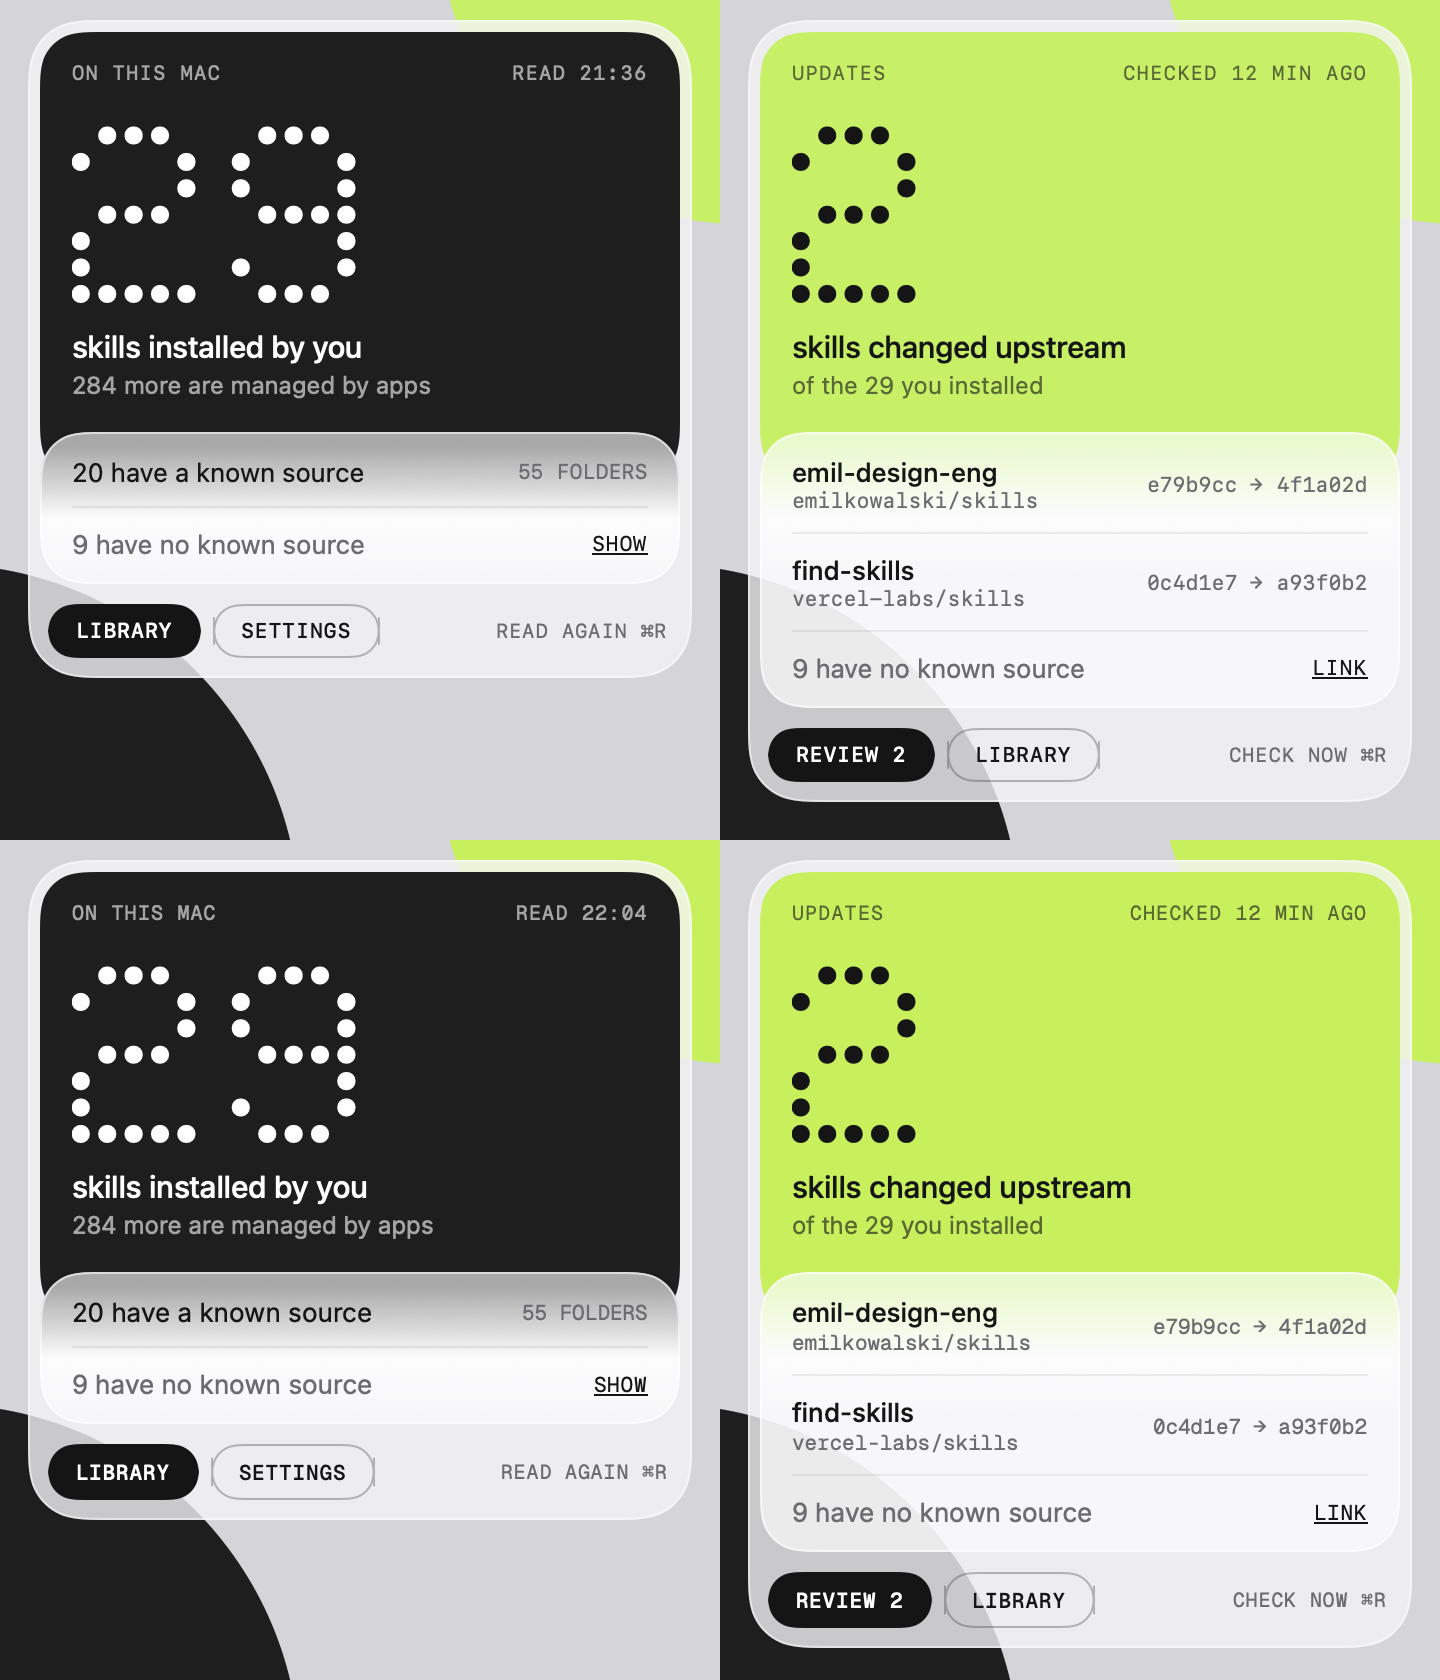 ON THIS MAC READ 21:36
29
skills installed by you
284 more are managed by apps
20 have a known source 55 FOLDERS
9 have no known source SHOW
LIBRARY SETTINGS READ AGAIN ⌘R
UPDATES CHECKED 12 MIN AGO
2
skills changed upstream
of the 29 you installed
emil-design-eng
emilkowalski/skills e79b9cc → 4f1a02d
find-skills
vercel-labs/skills 0c4d1e7 → a93f0b2
9 have no known source LINK
REVIEW 2 LIBRARY CHECK NOW ⌘R
ON THIS MAC READ 22:04
29
skills installed by you
284 more are managed by apps
20 have a known source 55 FOLDERS
9 have no known source SHOW
LIBRARY SETTINGS READ AGAIN ⌘R
UPDATES CHECKED 12 MIN AGO
2
skills changed upstream
of the 29 you installed
emil-design-eng
emilkowalski/skills e79b9cc → 4f1a02d
find-skills
vercel-labs/skills 0c4d1e7 → a93f0b2
9 have no known source LINK
REVIEW 2 LIBRARY CHECK NOW ⌘R